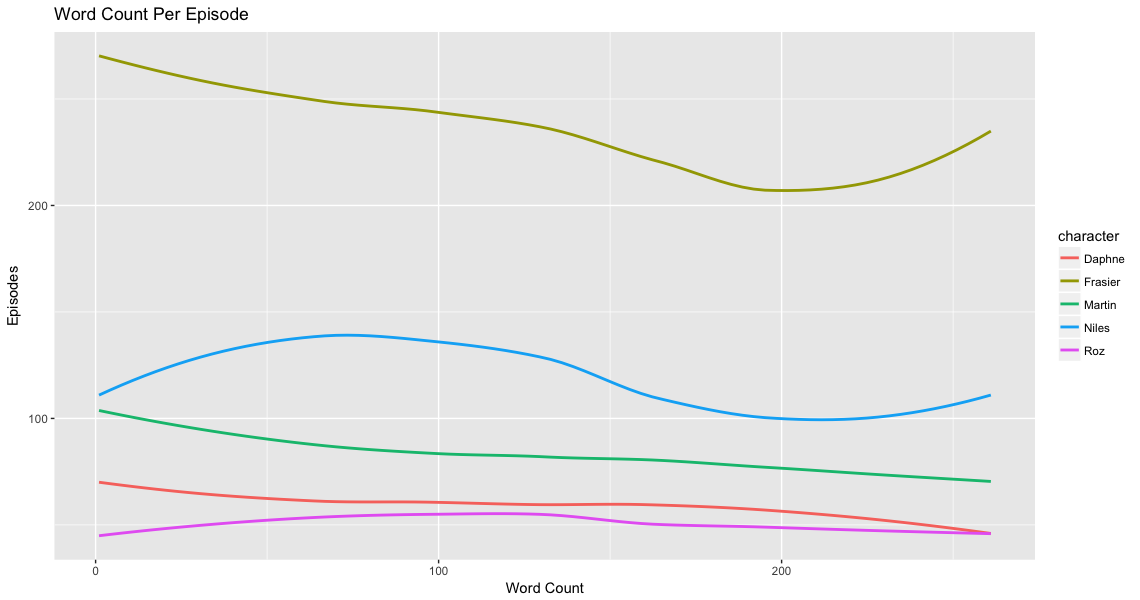 Word Count Per Episode
Episodes
200
100
0
100
200
Word Count
character
Daphne
Frasier
Martin
Niles
Roz